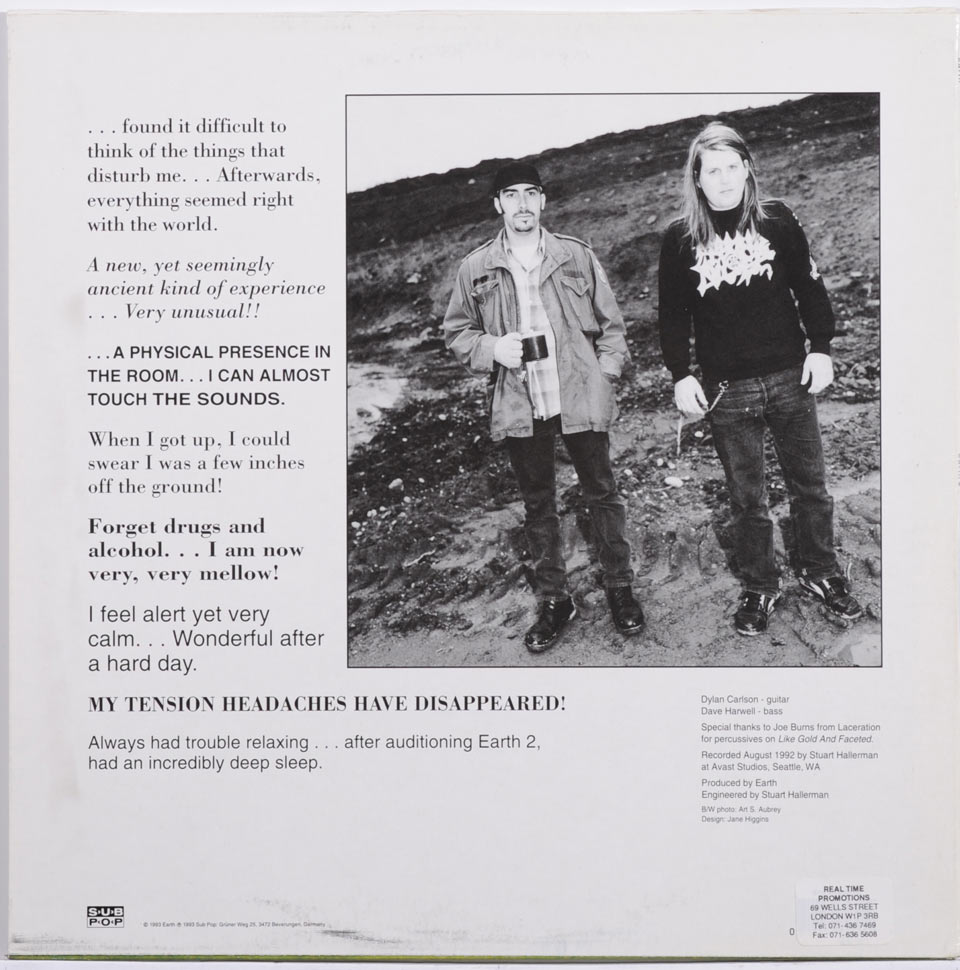 . . . found it difficult to
think of the things that
disturb me. . . Afterwards,
everything seemed right
with the world.
A new, yet seemingly
ancient kind of experience
. . . Very unusual!!
. . . A PHYSICAL PRESENCE IN
THE ROOM. . . I CAN ALMOST
TOUCH THE SOUNDS.
When I got up, I could
swear I was a few inches
off the ground!
Forget drugs and
alcohol. . . I am now
very, very mellow!
I feel alert yet very
calm. . . Wonderful after
a hard day.
MY TENSION HEADACHES HAVE DISAPPEARED!
Always had trouble relaxing . . . after auditioning Earth 2,
had an incredibly deep sleep.
Dylan Carlson - guitar
Dave Harwell - bass
Special thanks to Joe Burns from Laceration
for percussives on Like Gold And Faceted.
Recorded August 1992 by Stuart Hallerman
at Avast Studios, Seattle, WA
Produced by Earth
Engineered by Stuart Hallerman
B/W photo: Art S. Aubrey
Design: Jane Higgins
SUB
POP
© 1993 Earth ℗ 1993 Sub Pop: Grüner Weg 25, 3472 Beverungen, Germany
0
REAL TIME
PROMOTIONS
69 WELLS STREET
LONDON W1P 3RB
Tel: 071-436 7469
Fax: 071-636 5608